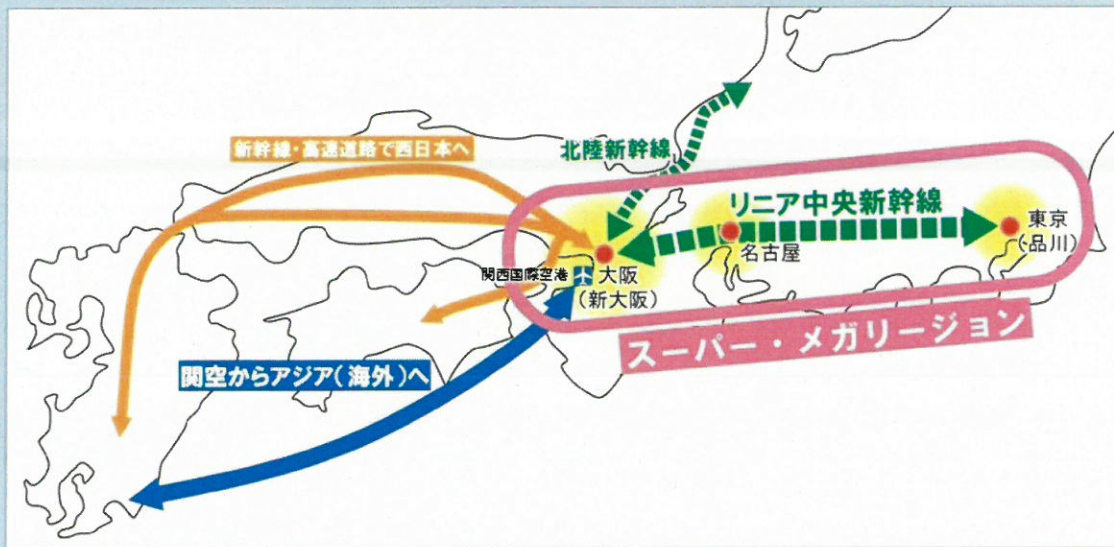 新幹線・高速道路で西日本へ
北陸新幹線
リニア中央新幹線
東京
(品川)
名古屋
関西国際空港
大阪
(新大阪)
スーパー・メガリージョン
関空からアジア(海外)へ